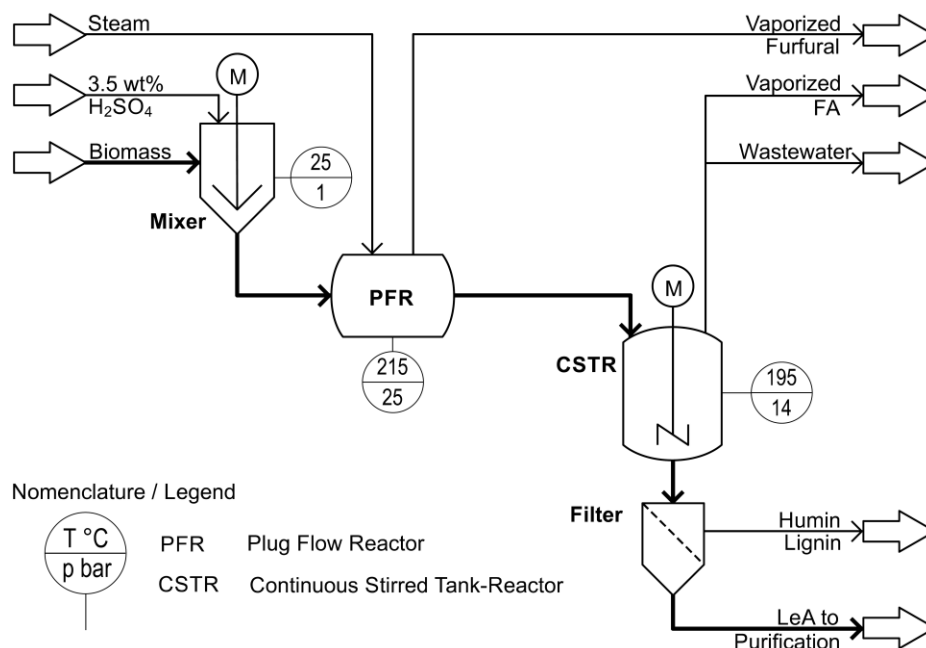 Steam
3.5 wt%
H₂SO₄
Biomass
M
25
1
Mixer
Vaporized
Furfural
Vaporized
FA
Wastewater
PFR
215
25
M
CSTR
195
14
Filter
Humin
Lignin
LeA to
Purification
Nomenclature / Legend
T °C
p bar
PFR Plug Flow Reactor
CSTR Continuous Stirred Tank-Reactor